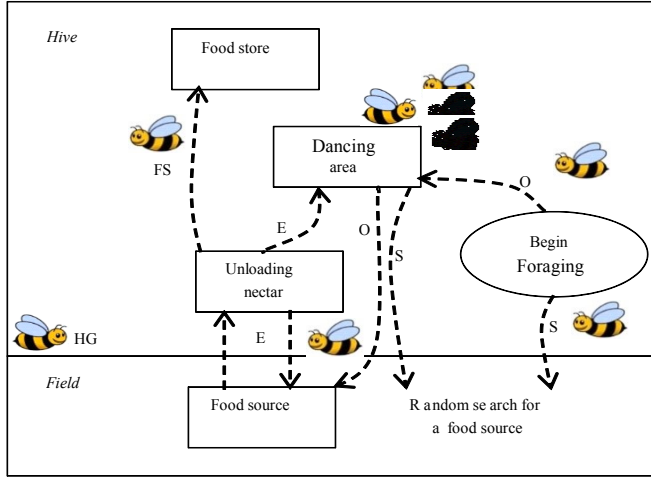 Hive
Food store
Dancing
area
FS
O
E
O
S
Begin
Foraging
Unloading
nectar
HG
E
S
Field
Food source
R andom se arch for
a food source